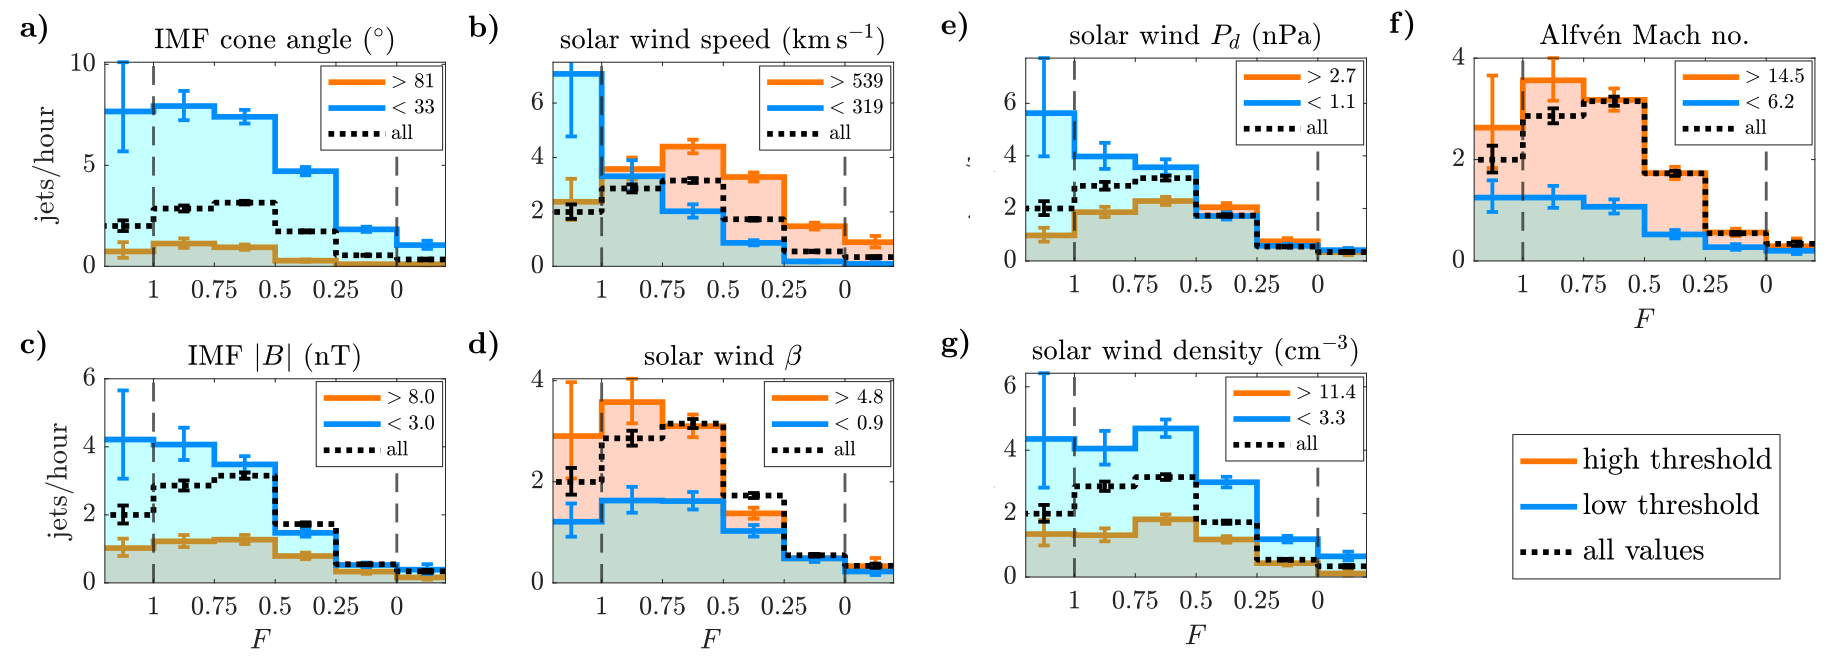 a)
IMF cone angle (°)
> 81
< 33
all
10
5
0
jets/hour
1 0.75 0.5 0.25 0
b)
solar wind speed (km s⁻¹)
> 539
< 319
all
6
4
2
0
1 0.75 0.5 0.25 0
e)
solar wind P_d (nPa)
> 2.7
< 1.1
all
6
4
2
0
1 0.75 0.5 0.25 0
f)
Alfvén Mach no.
> 14.5
< 6.2
all
4
2
0
1 0.75 0.5 0.25 0
F
c)
IMF |B| (nT)
> 8.0
< 3.0
all
6
4
2
0
jets/hour
1 0.75 0.5 0.25 0
F
d)
solar wind β
> 4.8
< 0.9
all
4
2
0
1 0.75 0.5 0.25 0
F
g)
solar wind density (cm⁻³)
> 11.4
< 3.3
all
6
4
2
0
1 0.75 0.5 0.25 0
F
high threshold
low threshold
all values